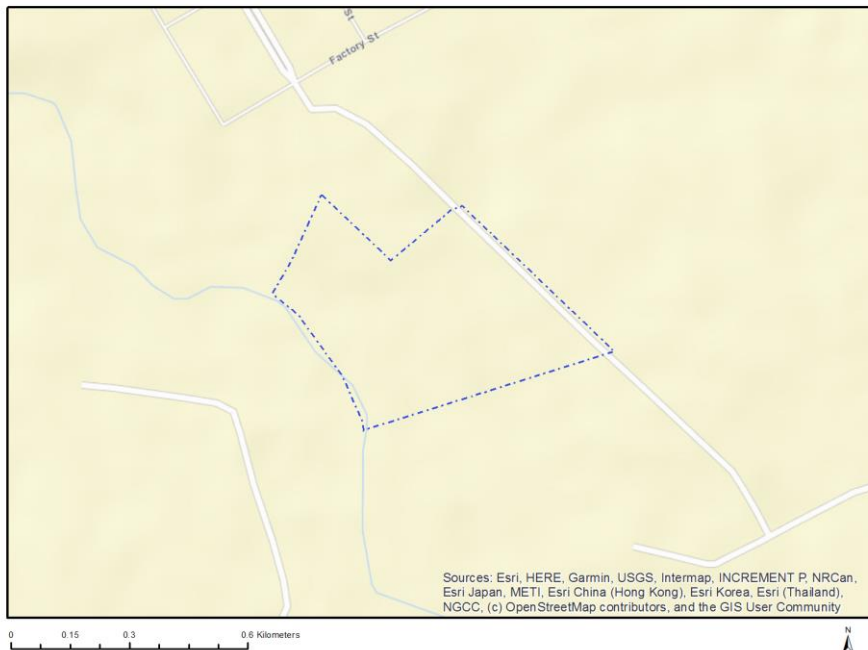 St
Factory St
Sources: Esri, HERE, Garmin, USGS, Intermap, INCREMENT P, NRCan,
Esri Japan, METI, Esri China (Hong Kong), Esri Korea, Esri (Thailand),
NGCC, (c) OpenStreetMap contributors, and the GIS User Community
0 0.15 0.3 0.6 Kilometers
N